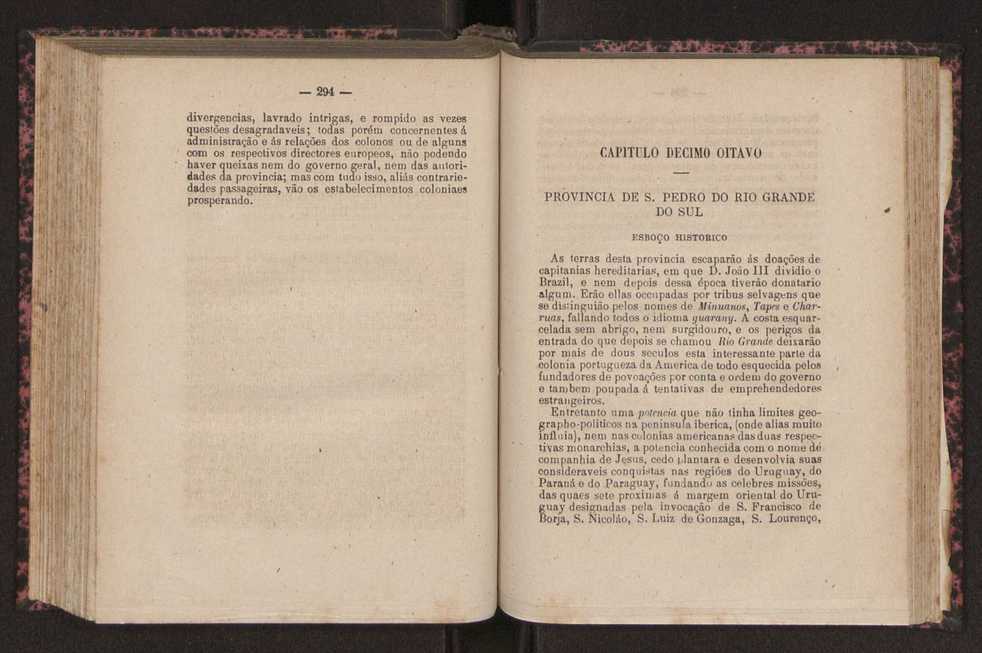 — 294 —
divergencias, lavrado intrigas, e rompido as vezes
questões desagradaveis; todas porém concernentes á
administração e ás relações dos colonos ou de alguns
com os respectivos directores europeos, não podendo
haver queixas nem do governo geral, nem das autori-
dades da provincia; mas com tudo isso, aliás contrarie-
dades passageiras, vão os estabelecimentos coloniaes
prosperando.
CAPITULO DECIMO OITAVO
PROVINCIA DE S. PEDRO DO RIO GRANDE
DO SUL
ESBOÇO HISTORICO
As terras desta provincia escaparão ás doações de
capitanias hereditarias, em que D. João III dividio o
Brazil, e nem depois dessa época tiverão donatario
algum. Erão ellas occupadas por tribus selvagens que
se distinguião pelos nomes de Minuanos, Tapes e Char-
ruas, fallando todos o idioma guarany. A costa esquar-
celada sem abrigo, nem surgidouro, e os perigos da
entrada do que depois se chamou Rio Grande deixarão
por mais de dous seculos esta interessante parte da
colonia portugueza da America de todo esquecida pelos
fundadores de povoações por conta e ordem do governo
e tambem poupada á tentativas de emprehendedores
estrangeiros.
Entretanto uma potencia que não tinha limites geo-
grapho-politicos na peninsula iberica, (onde alias muito
influia), nem nas colonias americanas das duas respec-
tivas monarchias, a potencia conhecida com o nome de
companhia de Jesus, cedo plantara e desenvolvia suas
consideraveis conquistas nas regiões do Uruguay, do
Paraná e do Paraguay, fundando as celebres missões,
das quaes sete proximas á margem oriental do Uru-
guay designadas pela invocação de S. Francisco de
Borja, S. Nicoláo, S. Luiz de Gonzaga, S. Lourenço,